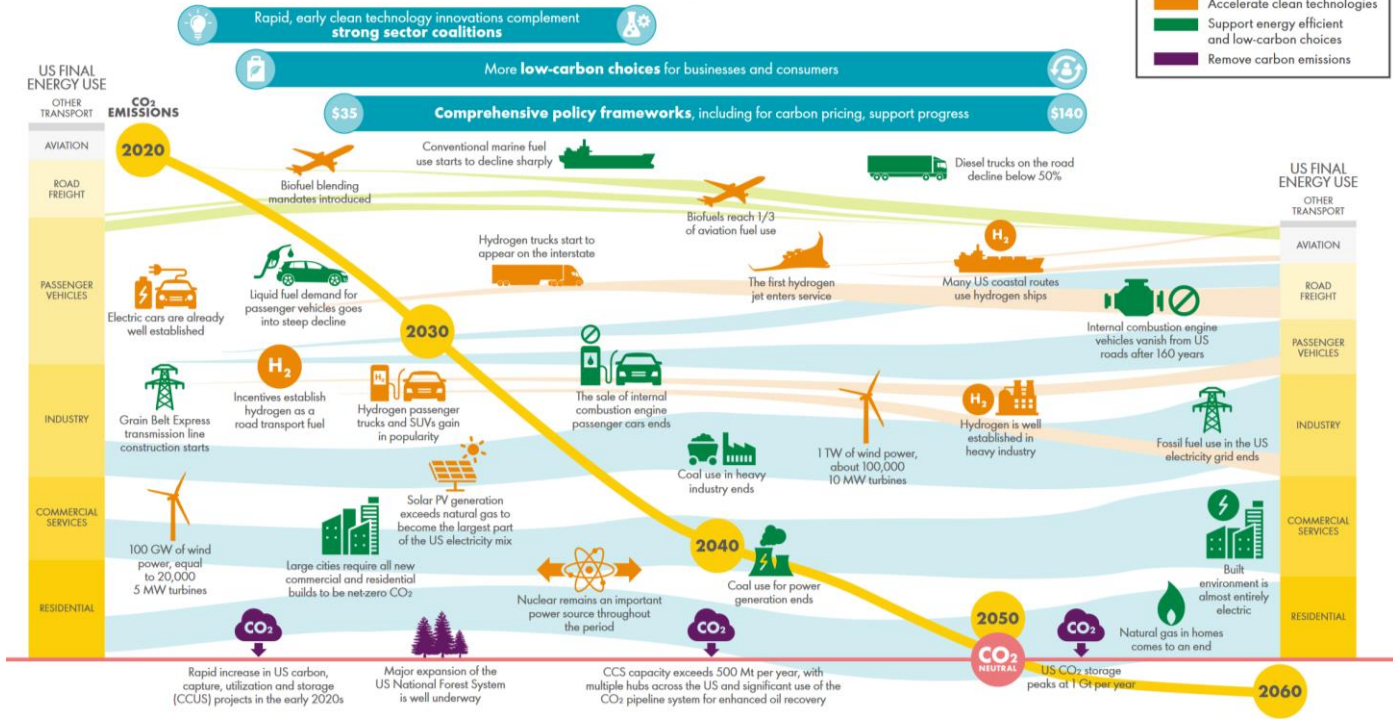 Rapid, early clean technology innovations complement
strong sector coalitions
Accelerate clean technologies
Support energy efficient
and low-carbon choices
Remove carbon emissions
More low-carbon choices for businesses and consumers
$35
Comprehensive policy frameworks, including for carbon pricing, support progress
$140
US FINAL
ENERGY USE
OTHER
TRANSPORT
AVIATION
ROAD
FREIGHT
PASSENGER
VEHICLES
INDUSTRY
COMMERCIAL
SERVICES
RESIDENTIAL
CO₂
EMISSIONS
2020
Biofuel blending
mandates introduced
Conventional marine fuel
use starts to decline sharply
Diesel trucks on the road
decline below 50%
Biofuels reach 1/3
of aviation fuel use
Electric cars are already
well established
Liquid fuel demand for
passenger vehicles goes
into steep decline
Hydrogen trucks start to
appear on the interstate
The first hydrogen
jet enters service
H₂
Many US coastal routes
use hydrogen ships
Internal combustion engine
vehicles vanish from US
roads after 160 years
2030
Grain Belt Express
transmission line
construction starts
H₂
Incentives establish
hydrogen as a
road transport fuel
H₂
Hydrogen passenger
trucks and SUVs gain
in popularity
The sale of internal
combustion engine
passenger cars ends
Coal use in heavy
industry ends
1 TW of wind power,
about 100,000
10 MW turbines
H₂
Hydrogen is well
established in
heavy industry
Fossil fuel use in the US
electricity grid ends
100 GW of wind
power, equal
to 20,000
5 MW turbines
Large cities require all new
commercial and residential
builds to be net-zero CO₂
Solar PV generation
exceeds natural gas to
become the largest part
of the US electricity mix
Nuclear remains an important
power source throughout
the period
2040
Coal use for power
generation ends
Built
environment is
almost entirely
electric
Natural gas in homes
comes to an end
CO₂
Rapid increase in US carbon,
capture, utilization and storage
(CCUS) projects in the early 2020s
Major expansion of the
US National Forest System
is well underway
CO₂
CCS capacity exceeds 500 Mt per year, with
multiple hubs across the US and significant use of the
CO₂ pipeline system for enhanced oil recovery
2050
CO₂
NEUTRAL
CO₂
US CO₂ storage
peaks at 1 Gt per year
2060
US FINAL
ENERGY USE
OTHER
TRANSPORT
AVIATION
ROAD
FREIGHT
PASSENGER
VEHICLES
INDUSTRY
COMMERCIAL
SERVICES
RESIDENTIAL